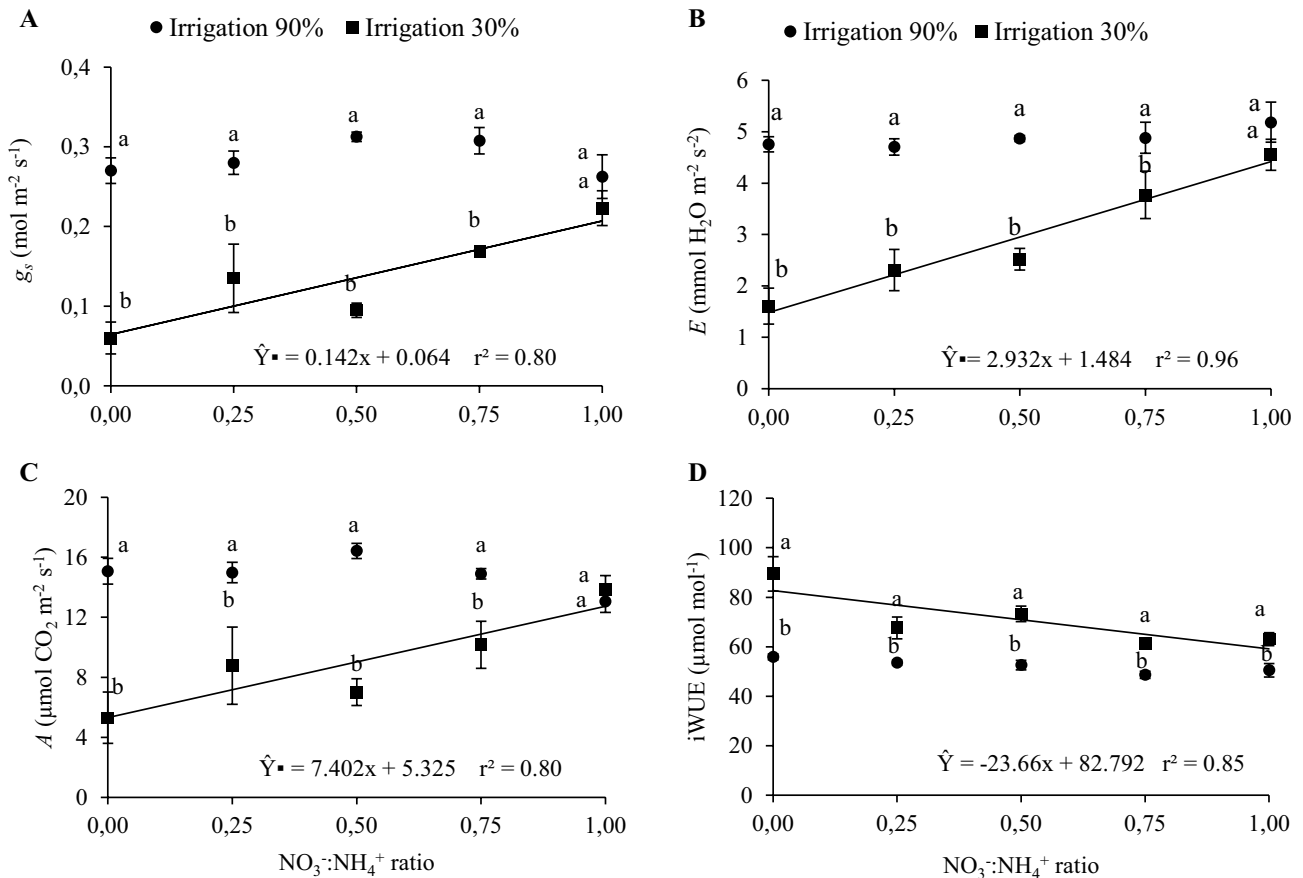 A
● Irrigation 90% ■ Irrigation 30%
0,4
0,3
0,2
0,1
0,0
g_s (mol m⁻² s⁻¹)
a
a
a
a
a
a
b
b
b
b
Ŷ▪ = 0.142x + 0.064 r² = 0.80
0,00 0,25 0,50 0,75 1,00
B
● Irrigation 90% ■ Irrigation 30%
6
5
4
3
2
1
0
E (mmol H₂O m⁻² s⁻²)
a
a
a
a
a
a
b
b
b
b
Ŷ▪= 2.932x + 1.484 r² = 0.96
0,00 0,25 0,50 0,75 1,00
C
20
16
12
8
4
0
A (µmol CO₂ m⁻² s⁻¹)
a
a
a
a
a
a
b
b
b
b
Ŷ▪ = 7.402x + 5.325 r² = 0.80
0,00 0,25 0,50 0,75 1,00
NO₃⁻:NH₄⁺ ratio
D
120
100
80
60
40
20
0
iWUE (µmol mol⁻¹)
a
a
a
a
a
b
b
b
b
b
Ŷ = -23.66x + 82.792 r² = 0.85
0,00 0,25 0,50 0,75 1,00
NO₃⁻:NH₄⁺ ratio